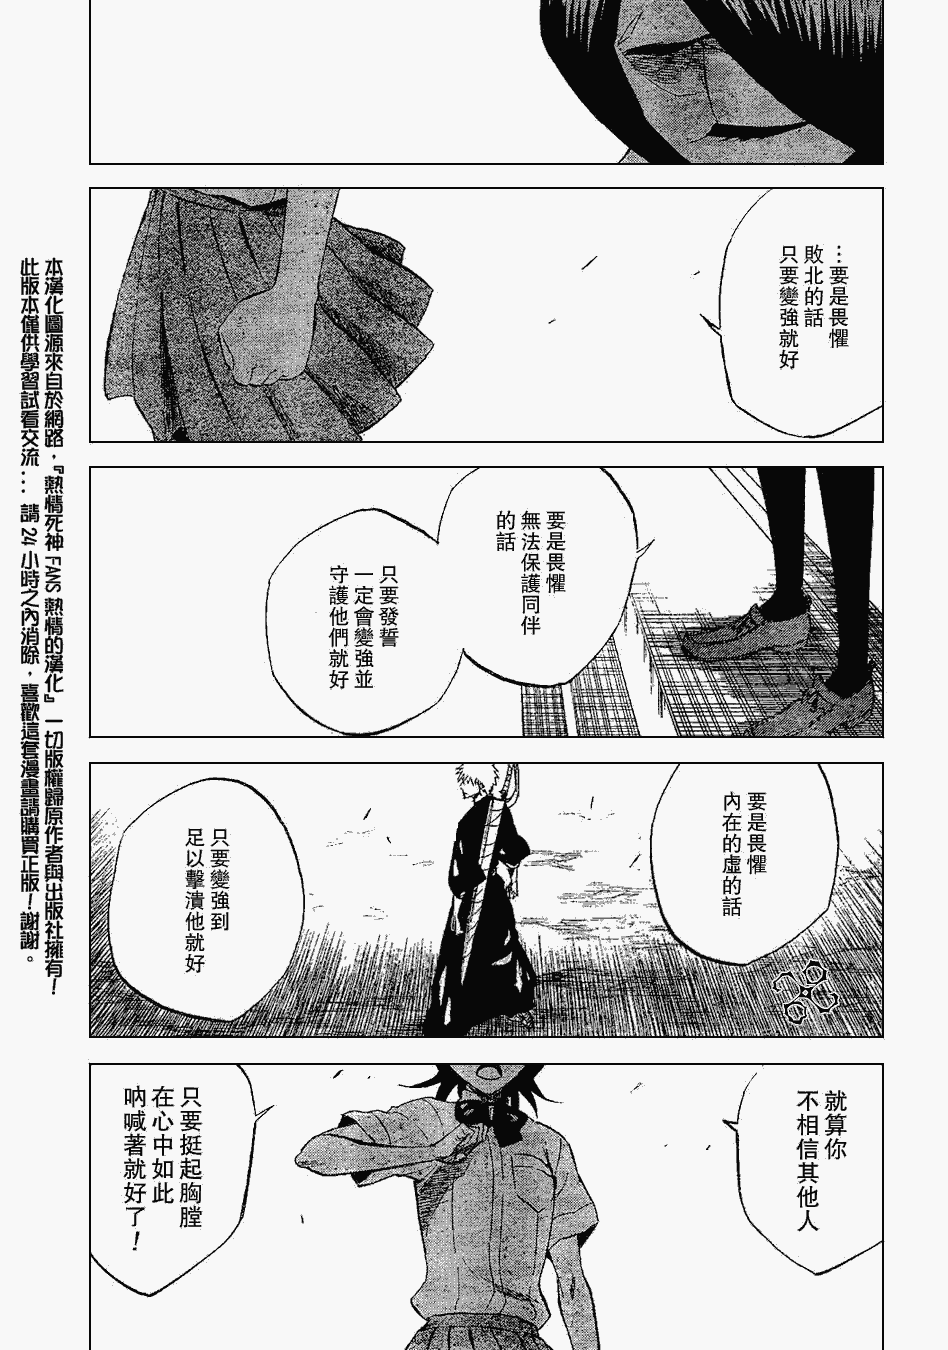 …要是畏懼
敗北的話
只要變強就好
要是畏懼
無法保護同伴
的話
只要發誓
一定會變強並
守護他們就好
要是畏懼
內在的虛的話
只要變強到
足以擊潰他就好
就算你
不相信其他人
只要挺起胸膛
在心中如此
吶喊著就好了！
本漢化圖源來自於網路，『熱情死神 FANS 熱情的漢化』一切版權歸原作者與出版社擁有！
此版本僅供學習試看交流... 請 24 小時之內消除，喜歡這套漫畫請購買正版！謝謝。